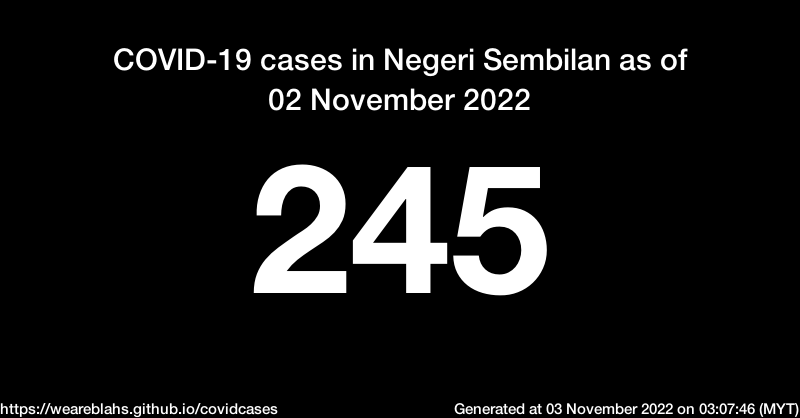 COVID-19 cases in Negeri Sembilan as of
02 November 2022
245
https://weareblahs.github.io/covidcases
Generated at 03 November 2022 on 03:07:46 (MYT)